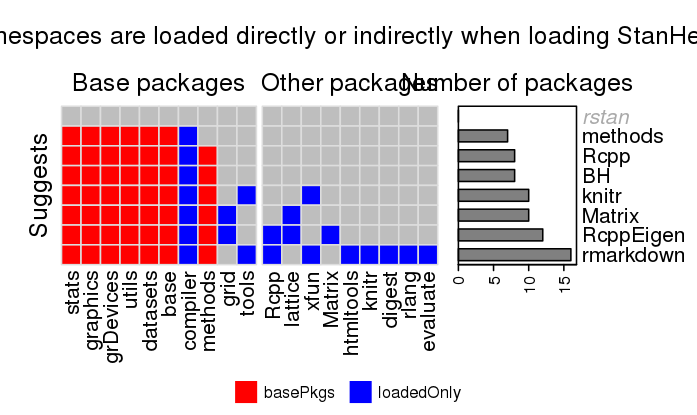 nespaces are loaded directly or indirectly when loading StanHe
Base packages
Other packages
Number of packages
Suggests
rstan
methods
Rcpp
BH
knitr
Matrix
RcppEigen
rmarkdown
0 5 10 15
stats
graphics
grDevices
utils
datasets
base
compiler
methods
grid
tools
Rcpp
lattice
xfun
Matrix
htmltools
knitr
digest
rlang
evaluate
basePkgs
loadedOnly